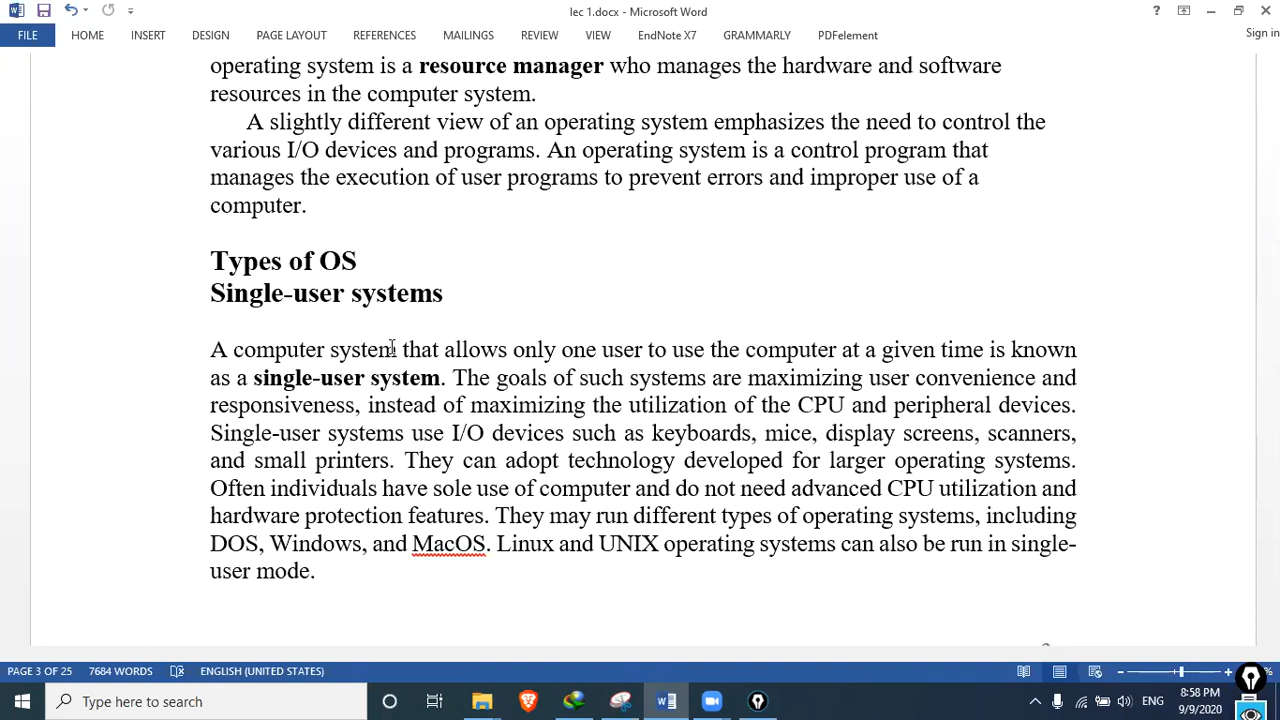 lec 1.docx - Microsoft Word
FILE HOME INSERT DESIGN PAGE LAYOUT REFERENCES MAILINGS REVIEW VIEW EndNote X7 GRAMMARLY PDFelement Sign in
operating system is a resource manager who manages the hardware and software
resources in the computer system.
A slightly different view of an operating system emphasizes the need to control the
various I/O devices and programs. An operating system is a control program that
manages the execution of user programs to prevent errors and improper use of a
computer.
Types of OS
Single-user systems
A computer system that allows only one user to use the computer at a given time is known
as a single-user system. The goals of such systems are maximizing user convenience and
responsiveness, instead of maximizing the utilization of the CPU and peripheral devices.
Single-user systems use I/O devices such as keyboards, mice, display screens, scanners,
and small printers. They can adopt technology developed for larger operating systems.
Often individuals have sole use of computer and do not need advanced CPU utilization and
hardware protection features. They may run different types of operating systems, including
DOS, Windows, and MacOS. Linux and UNIX operating systems can also be run in single-
user mode.
PAGE 3 OF 25 7684 WORDS ENGLISH (UNITED STATES)
Type here to search
ENG
8:58 PM
9/9/2020